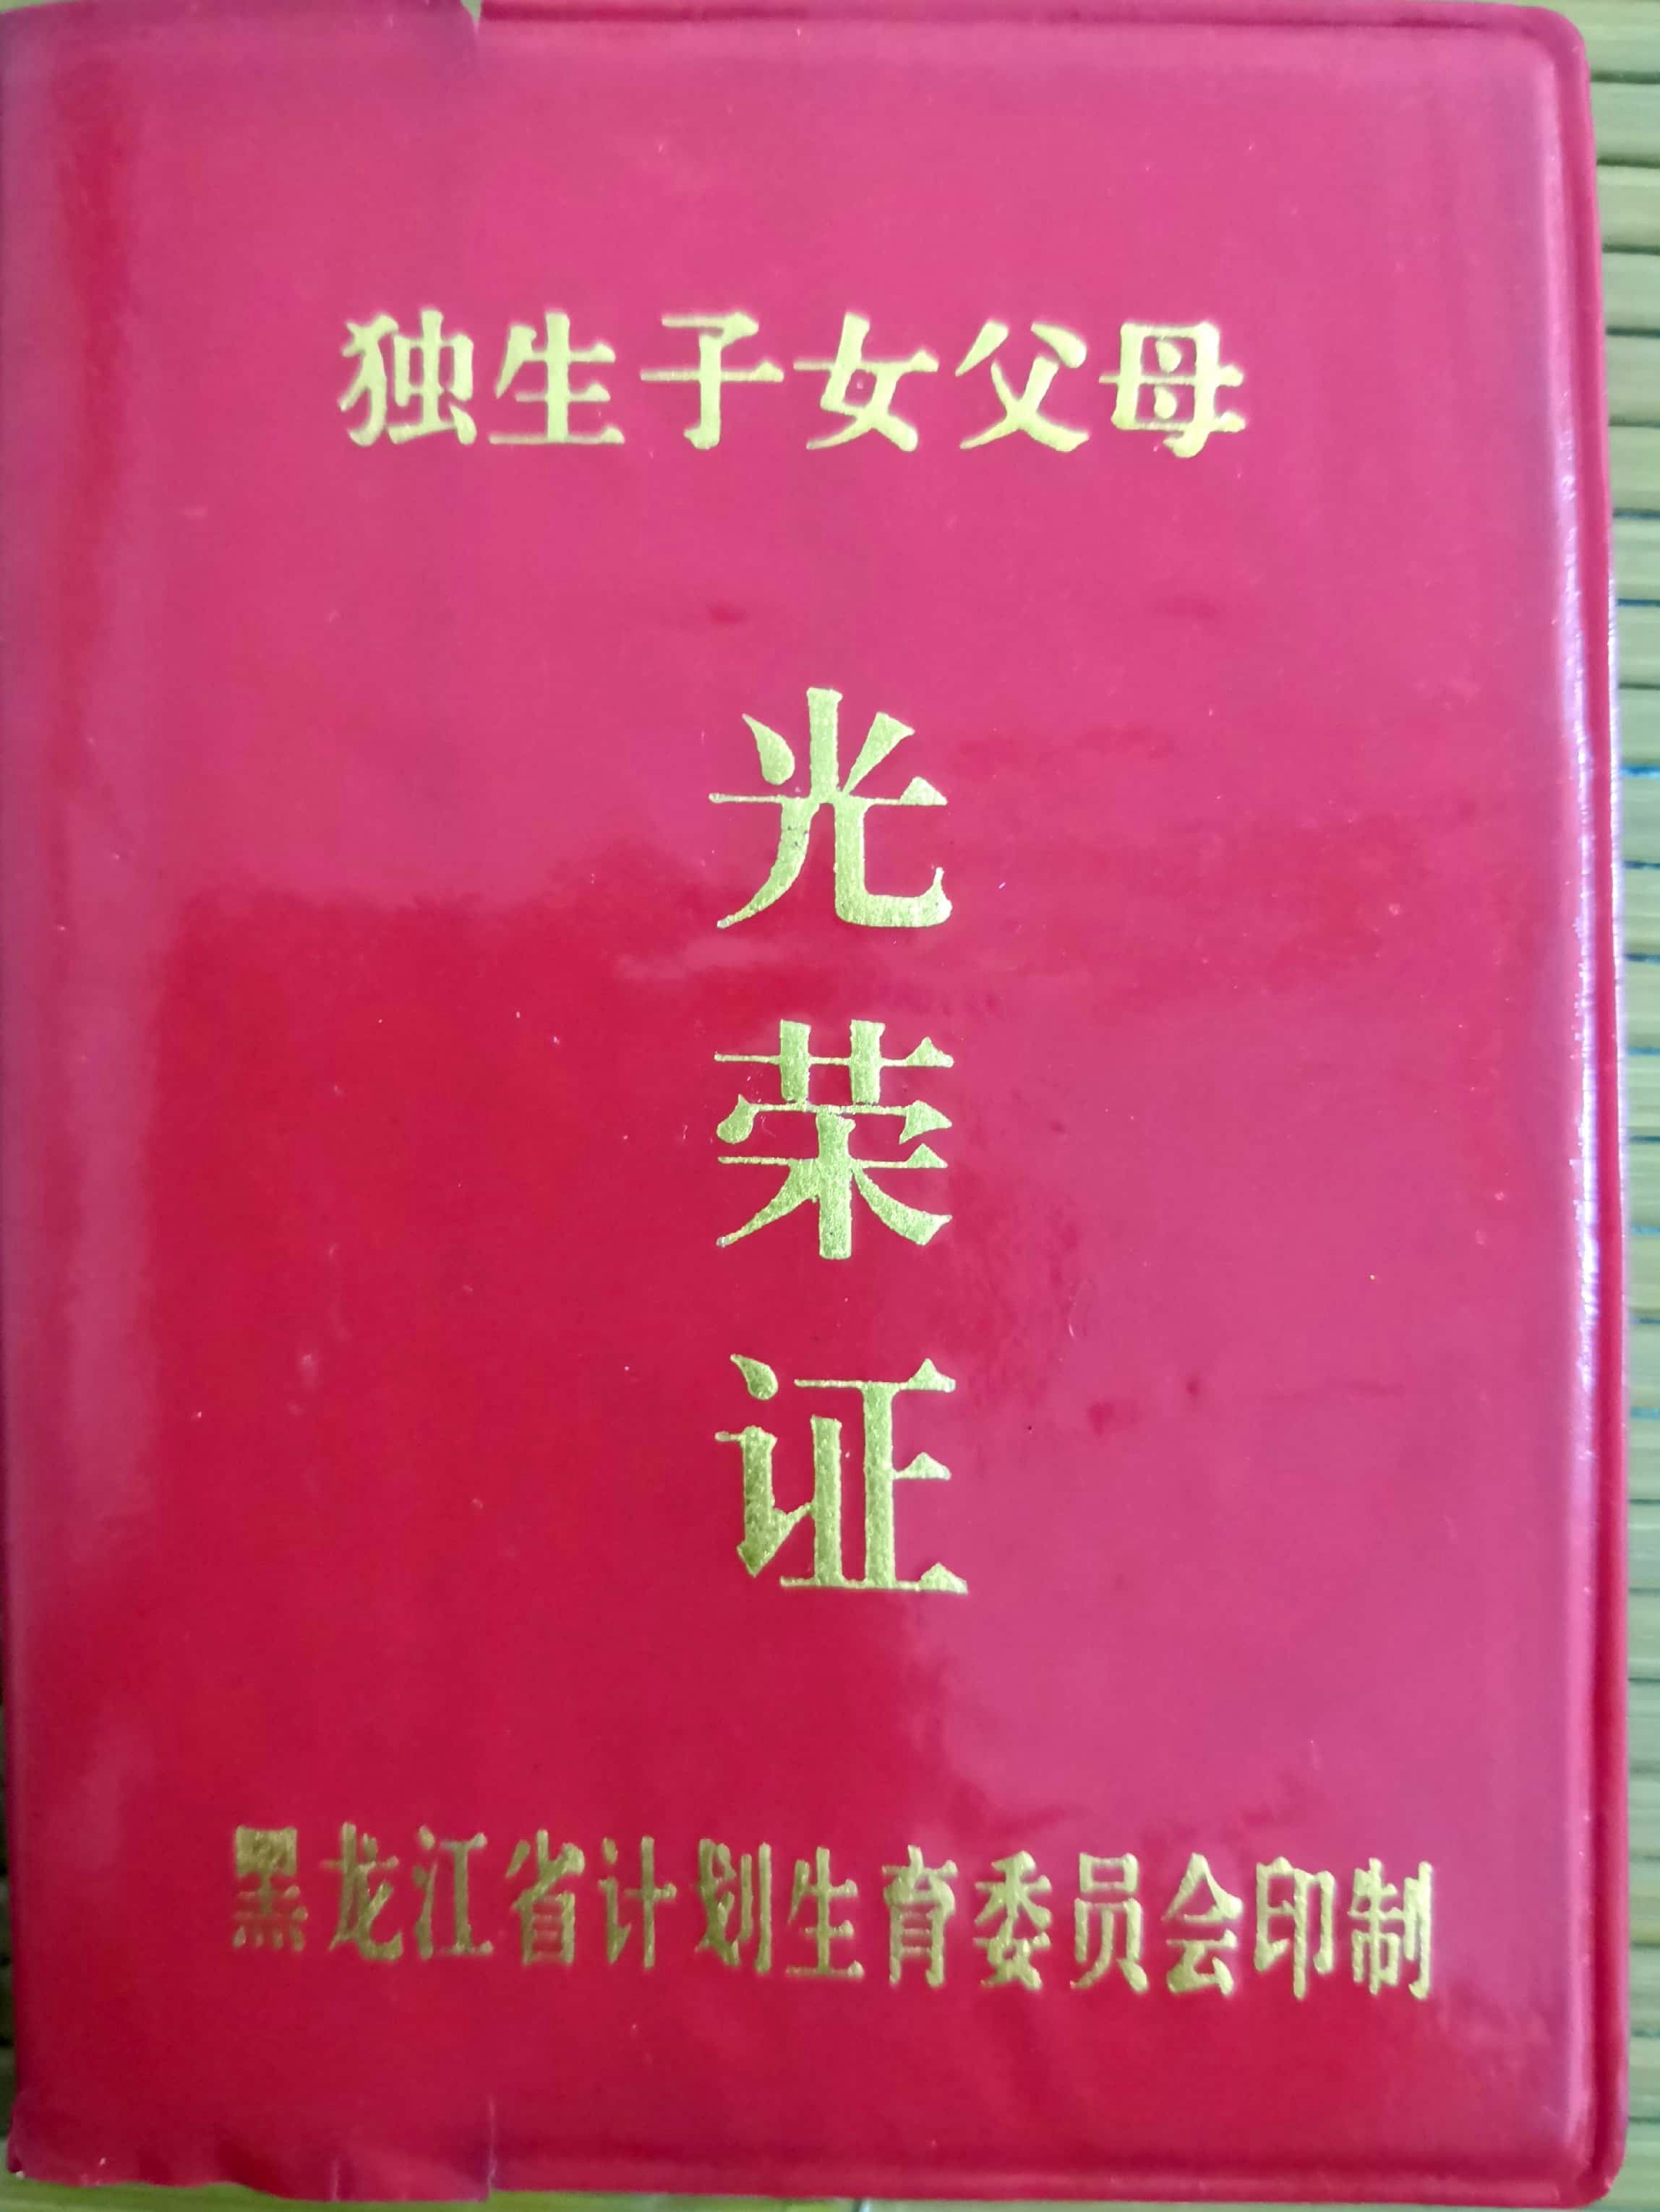 独生子女父母
光
荣
证
黑龙江省计划生育委员会印制